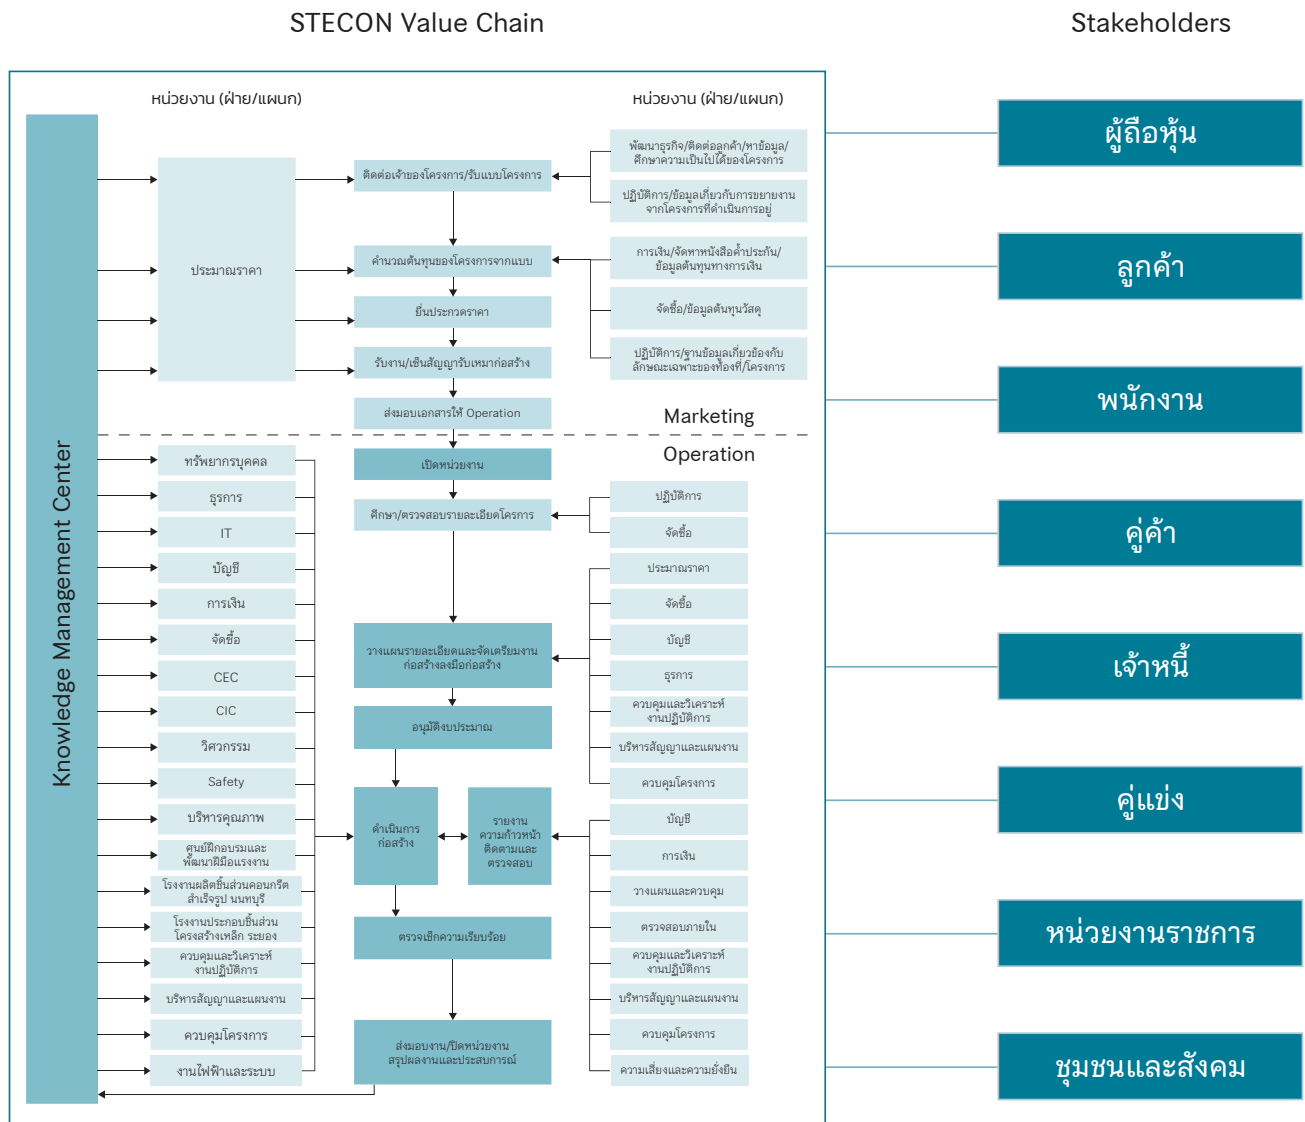 STECON Value Chain
Stakeholders
หน่วยงาน (ฝ่าย/แผนก)
หน่วยงาน (ฝ่าย/แผนก)
Knowledge Management Center
ประมาณราคา
ติดต่อเจ้าของโครงการ/รับแบบโครงการ
คำนวณต้นทุนของโครงการจากแบบ
ยื่นประกวดราคา
รับงาน/เซ็นสัญญารับเหมาก่อสร้าง
ส่งมอบเอกสารให้ Operation
พัฒนาธุรกิจ/ติดต่อลูกค้า/หาข้อมูล/
ศึกษาความเป็นไปได้ของโครงการ
ปฏิบัติการ/ข้อมูลเกี่ยวกับการขยายงาน
จากโครงการที่ดำเนินการอยู่
การเงิน/จัดหาหนังสือค้ำประกัน/
ข้อมูลต้นทุนทางการเงิน
จัดซื้อ/ข้อมูลต้นทุนวัสดุ
ปฏิบัติการ/ฐานข้อมูลเกี่ยวข้องกับ
ลักษณะเฉพาะของท้องที่/โครงการ
Marketing
Operation
ทรัพยากรบุคคล
ธุรการ
IT
บัญชี
การเงิน
จัดซื้อ
CEC
CIC
วิศวกรรม
Safety
บริหารคุณภาพ
ศูนย์ฝึกอบรมและ
พัฒนาฝีมือแรงงาน
โรงงานผลิตชิ้นส่วนคอนกรีต
สำเร็จรูป นนทบุรี
โรงงานประกอบชิ้นส่วน
โครงสร้างเหล็ก ระยอง
ควบคุมและวิเคราะห์
งานปฏิบัติการ
บริหารสัญญาและแผนงาน
ควบคุมโครงการ
งานไฟฟ้าและระบบ
เปิดหน่วยงาน
ศึกษา/ตรวจสอบรายละเอียดโครการ
วางแผนรายละเอียดและจัดเตรียมงาน
ก่อสร้างลงมือก่อสร้าง
อนุมัติงบประมาณ
ดำเนินการ
ก่อสร้าง
รายงาน
ความก้าวหน้า
ติดตามและ
ตรวจสอบ
ตรวจเช็กความเรียบร้อย
ส่งมอบงาน/ปิดหน่วยงาน
สรุปผลงานและประสบการณ์
ปฏิบัติการ
จัดซื้อ
ประมาณราคา
จัดซื้อ
บัญชี
ธุรการ
ควบคุมและวิเคราะห์
งานปฏิบัติการ
บริหารสัญญาและแผนงาน
ควบคุมโครงการ
บัญชี
การเงิน
วางแผนและควบคุม
ตรวจสอบภายใน
ควบคุมและวิเคราะห์
งานปฏิบัติการ
บริหารสัญญาและแผนงาน
ควบคุมโครงการ
ความเสี่ยงและความยั่งยืน
ผู้ถือหุ้น
ลูกค้า
พนักงาน
คู่ค้า
เจ้าหนี้
คู่แข่ง
หน่วยงานราชการ
ชุมชนและสังคม